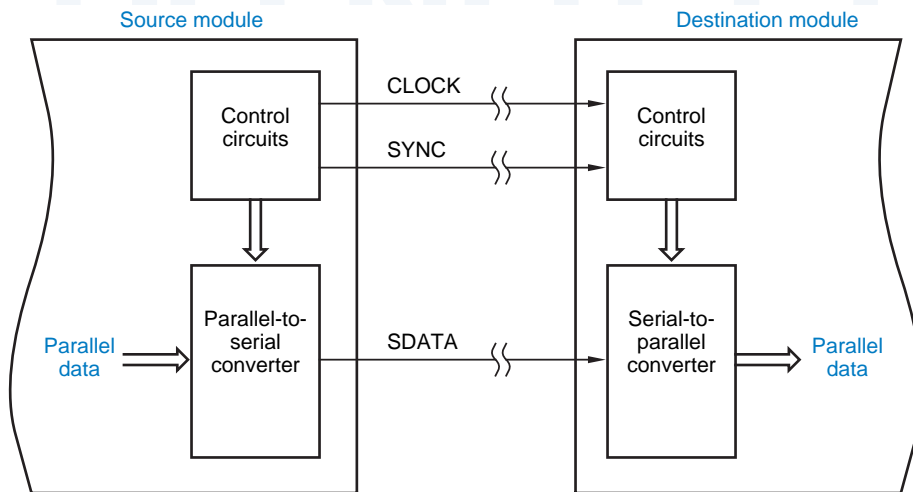 Source module
Destination module
CLOCK
Control
circuits
Control
circuits
SYNC
Parallel-to-
serial
converter
Serial-to-
parallel
converter
SDATA
Parallel
data
Parallel
data